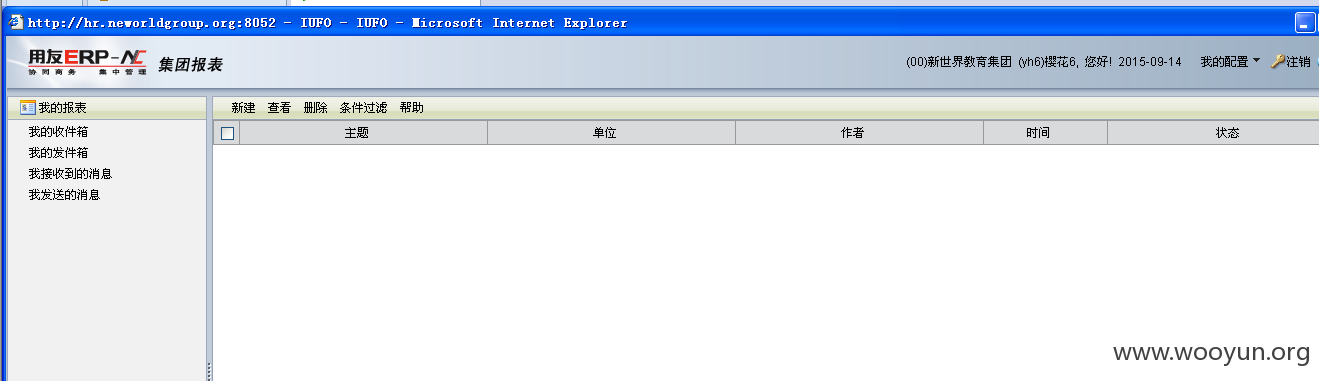 http://hr.neworldgroup.org:8052 - IUFO - IUFO - Microsoft Internet Explorer
用友ERP-NC 集团报表
协同商务 集中管理
(00)新世界教育集团 (yh6)樱花6, 您好! 2015-09-14 我的配置 注销
我的报表
新建 查看 删除 条件过滤 帮助
我的收件箱
主题 单位 作者 时间 状态
我的发件箱
我接收到的消息
我发送的消息
www.wooyun.org